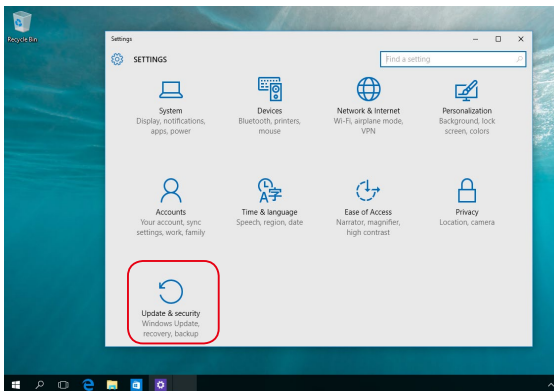 Recycle Bin
Settings
SETTINGS
Find a setting
System
Display, notifications,
apps, power
Devices
Bluetooth, printers,
mouse
Network & Internet
Wi-Fi, airplane mode,
VPN
Personalization
Background, lock
screen, colors
Accounts
Your account, sync
settings, work, family
Time & language
Speech, region, date
Ease of Access
Narrator, magnifier,
high contrast
Privacy
Location, camera
Update & security
Windows Update,
recovery, backup